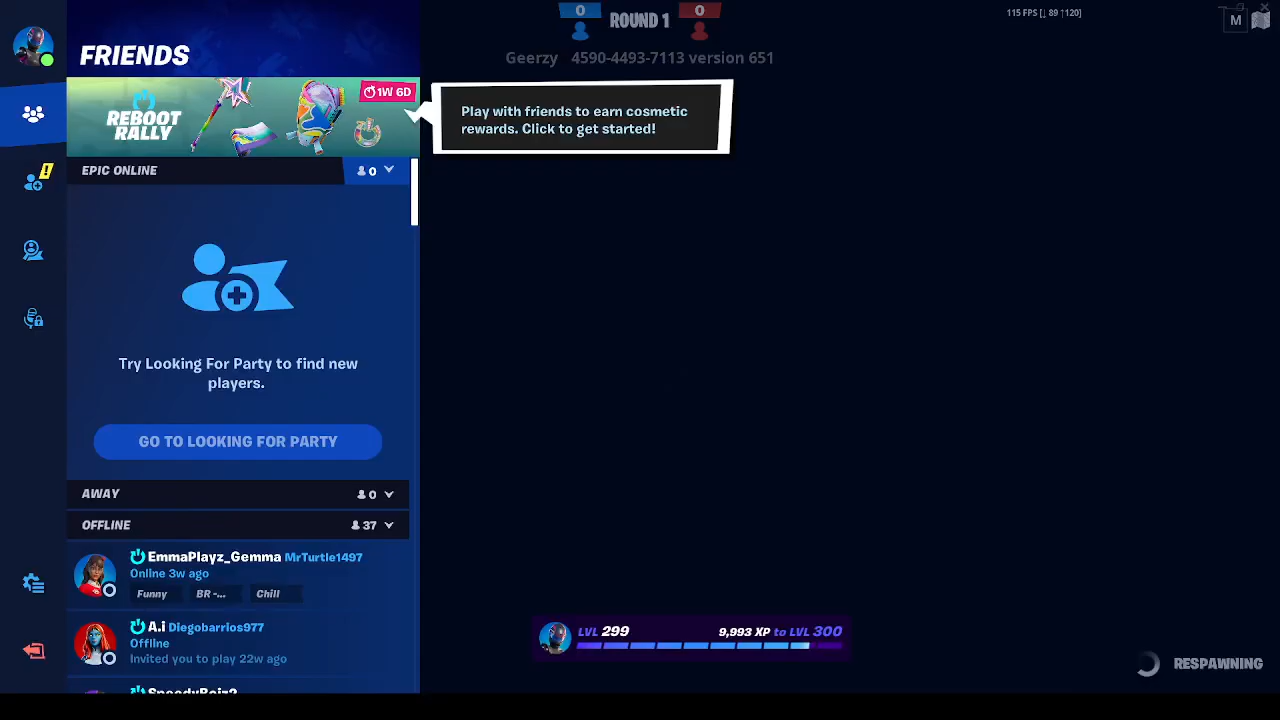 FRIENDS
0
ROUND 1
0
115 FPS [↓ 89 ↑120]
M
Geerzy 4590-4493-7113 version 651
REBOOT
RALLY
1W 6D
Play with friends to earn cosmetic
rewards. Click to get started!
EPIC ONLINE
0
Try Looking For Party to find new
players.
GO TO LOOKING FOR PARTY
AWAY
0
OFFLINE
37
EmmaPlayz_Gemma MrTurtle1497
Online 3w ago
Funny
BR -...
Chill
A.i Diegobarrios977
Offline
Invited you to play 22w ago
LVL 299
9,993 XP to LVL 300
RESPAWNING